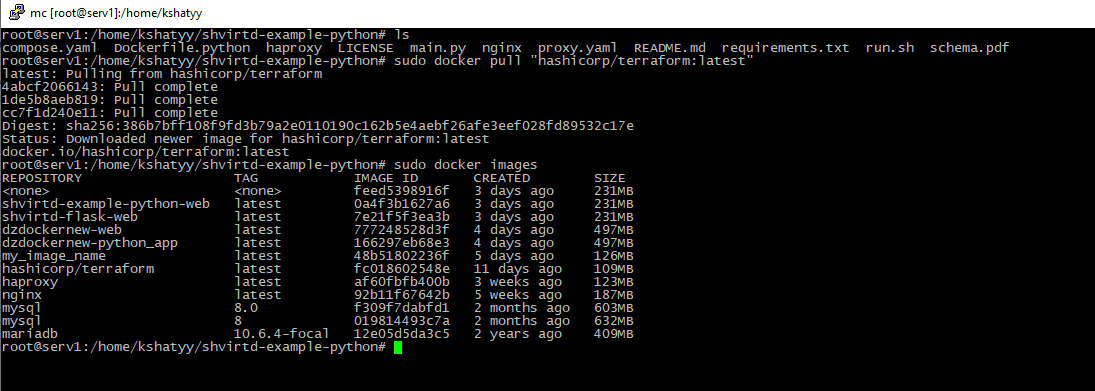 mc [root@serv1]:/home/kshatyy
root@serv1:/home/kshatyy/shvirtd-example-python# ls
compose.yaml  Dockerfile.python  haproxy  LICENSE  main.py  nginx  proxy.yaml  README.md  requirements.txt  run.sh  schema.pdf
root@serv1:/home/kshatyy/shvirtd-example-python# sudo docker pull "hashicorp/terraform:latest"
latest: Pulling from hashicorp/terraform
4abcf2066143: Pull complete
1de5b8aeb819: Pull complete
cc7f1d240e11: Pull complete
Digest: sha256:386b7bff108f9fd3b79a2e0110190c162b5e4aebf26afe3eef028fd89532c17e
Status: Downloaded newer image for hashicorp/terraform:latest
docker.io/hashicorp/terraform:latest
root@serv1:/home/kshatyy/shvirtd-example-python# sudo docker images
REPOSITORY                   TAG            IMAGE ID       CREATED        SIZE
<none>                       <none>         feed5398916f   3 days ago     231MB
shvirtd-example-python-web   latest         0a4f3b1627a6   3 days ago     231MB
shvirtd-flask-web            latest         7e21f5f3ea3b   3 days ago     231MB
dzdockernew-web              latest         777248528d3f   4 days ago     497MB
dzdockernew-python_app       latest         166297eb68e3   4 days ago     497MB
my_image_name                latest         48b51802236f   5 days ago     126MB
hashicorp/terraform          latest         fc018602548e   11 days ago    109MB
haproxy                      latest         af60fbfb400b   3 weeks ago    123MB
nginx                        latest         92b11f67642b   5 weeks ago    187MB
mysql                        8.0            f309f7dabfd1   2 months ago   603MB
mysql                        8              019814493c7a   2 months ago   632MB
mariadb                      10.6.4-focal   12e05d5da3c5   2 years ago    409MB
root@serv1:/home/kshatyy/shvirtd-example-python#